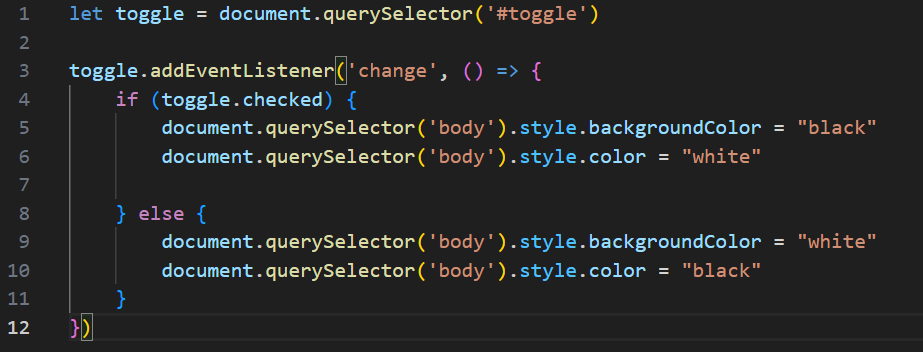 1 let toggle = document.querySelector('#toggle')
2
3 toggle.addEventListener('change', () => {
4     if (toggle.checked) {
5         document.querySelector('body').style.backgroundColor = "black"
6         document.querySelector('body').style.color = "white"
7
8     } else {
9         document.querySelector('body').style.backgroundColor = "white"
10         document.querySelector('body').style.color = "black"
11     }
12 })